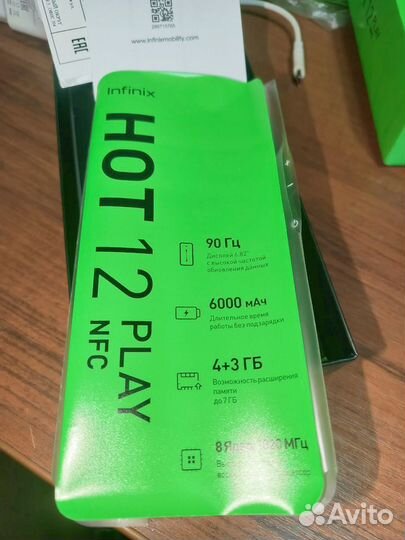 EAC
www.infinixmobility.com
Infinix
HOT 12 PLAY
NFC
90 Гц
Дисплей 6.82"
с высокой частотой
обновления данных
6000 мАч
Длительное время
работы без подзарядки
4+3 ГБ
Возможность расширения
памяти
до 7 ГБ
МГц
Avito